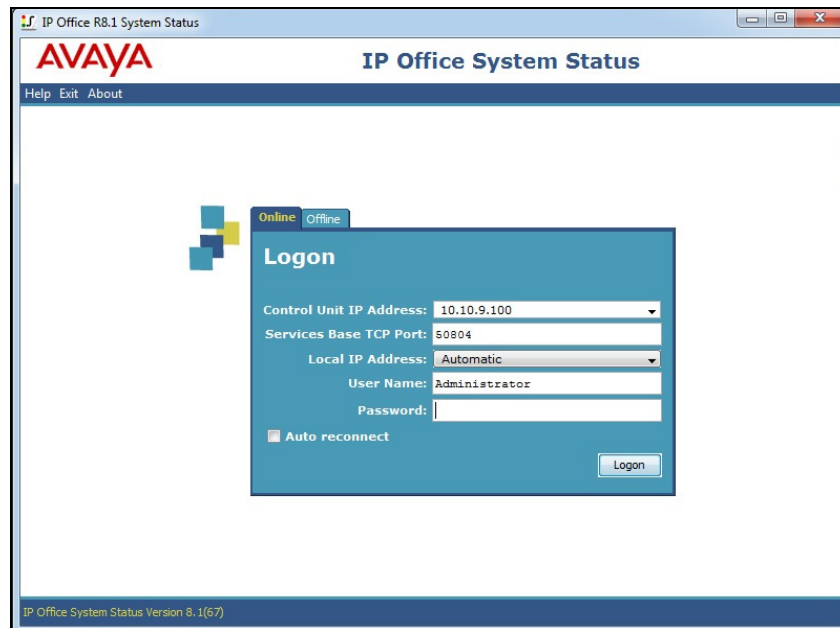 IP Office R8.1 System Status
AVAYA
IP Office System Status
Help Exit About
Online Offline
Logon
Control Unit IP Address: 10.10.9.100
Services Base TCP Port: 50804
Local IP Address: Automatic
User Name: Administrator
Password:
Auto reconnect
Logon
IP Office System Status Version 8.1(67)